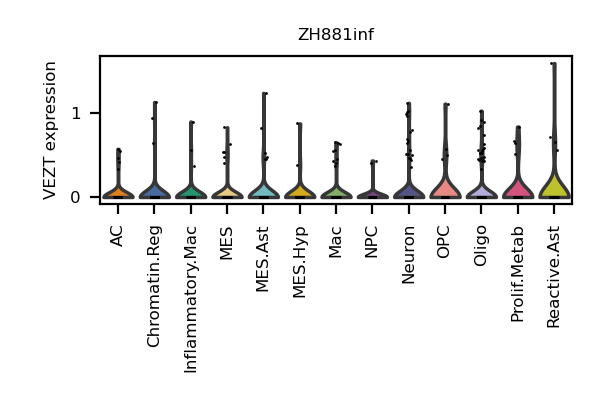 ZH881inf
VEZT expression
1
0
AC
Chromatin.Reg
Inflammatory.Mac
MES
MES.Ast
MES.Hyp
Mac
NPC
Neuron
OPC
Oligo
Prolif.Metab
Reactive.Ast